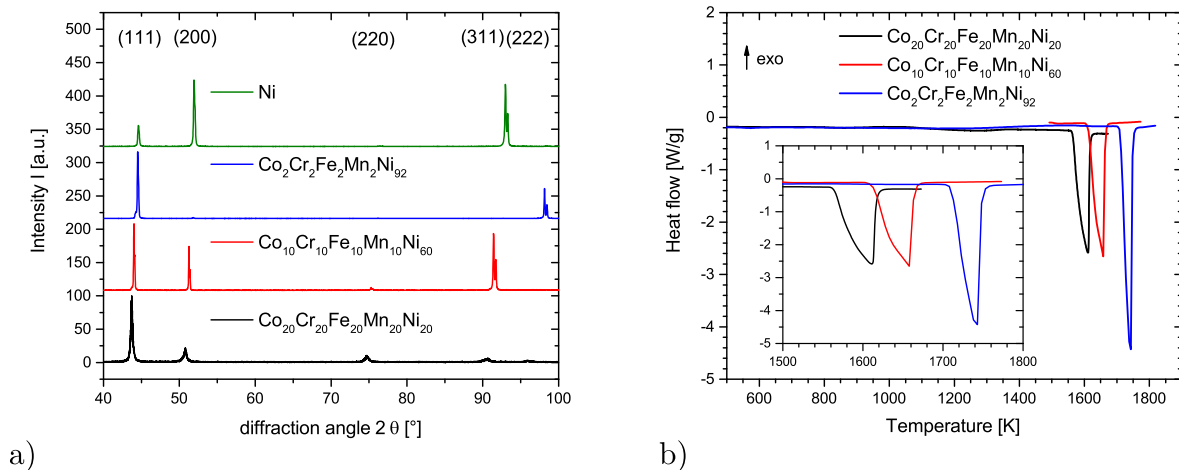 (111) (200) (220) (311) (222)
Ni
Co₂Cr₂Fe₂Mn₂Ni₉₂
Co₁₀Cr₁₀Fe₁₀Mn₁₀Ni₆₀
Co₂₀Cr₂₀Fe₂₀Mn₂₀Ni₂₀
Intensity I [a.u.]
500
450
400
350
300
250
200
150
100
50
0
40 50 60 70 80 90 100
diffraction angle 2 θ [°]
a)
exo
Co₂₀Cr₂₀Fe₂₀Mn₂₀Ni₂₀
Co₁₀Cr₁₀Fe₁₀Mn₁₀Ni₆₀
Co₂Cr₂Fe₂Mn₂Ni₉₂
Heat flow [W/g]
2
1
0
-1
-2
-3
-4
-5
1
0
-1
-2
-3
-4
-5
1500 1600 1700 1800
600 800 1000 1200 1400 1600 1800
Temperature [K]
b)